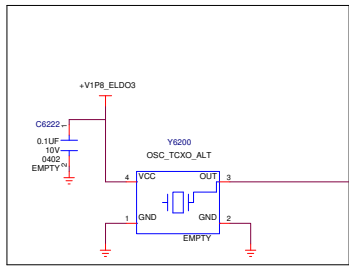 +V1P8_ELDO3
C6222
1
0.1UF
10V
0402
EMPTY
2
Y6200
OSC_TCXO_ALT
4
VCC
OUT
3
1
GND
GND
2
EMPTY